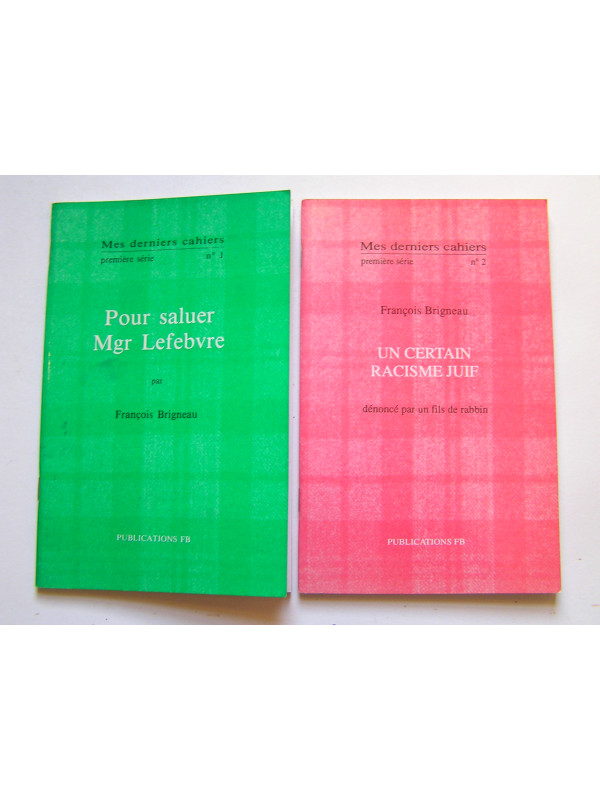 Mes derniers cahiers
première série n° 1
Pour saluer
Mgr Lefebvre
par
François Brigneau
PUBLICATIONS FB
Mes derniers cahiers
première série n° 2
François Brigneau
UN CERTAIN
RACISME JUIF
dénoncé par un fils de rabbin
PUBLICATIONS FB